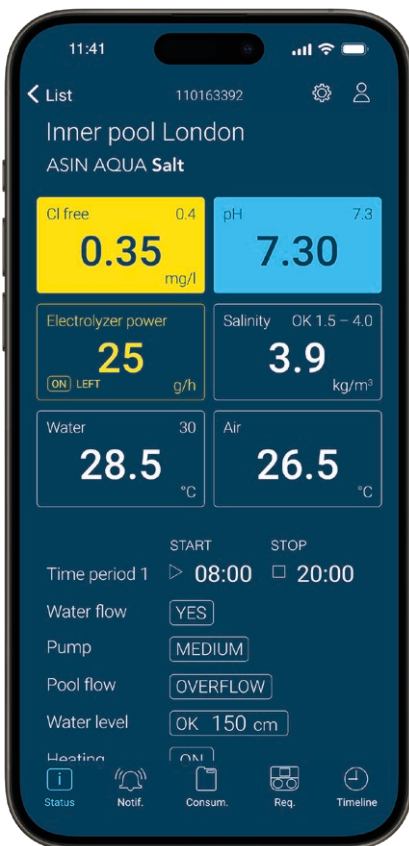 11:41
List 110163392
Inner pool London
ASIN AQUA Salt
Cl free 0.4
0.35
mg/l
pH 7.3
7.30
Electrolyzer power
25
ON LEFT g/h
Salinity OK 1.5 – 4.0
3.9
kg/m³
Water 30
28.5
°C
Air
26.5
°C
START STOP
Time period 1 08:00 20:00
Water flow YES
Pump MEDIUM
Pool flow OVERFLOW
Water level OK 150 cm
Heating ON
Status Notif. Consum. Req. Timeline